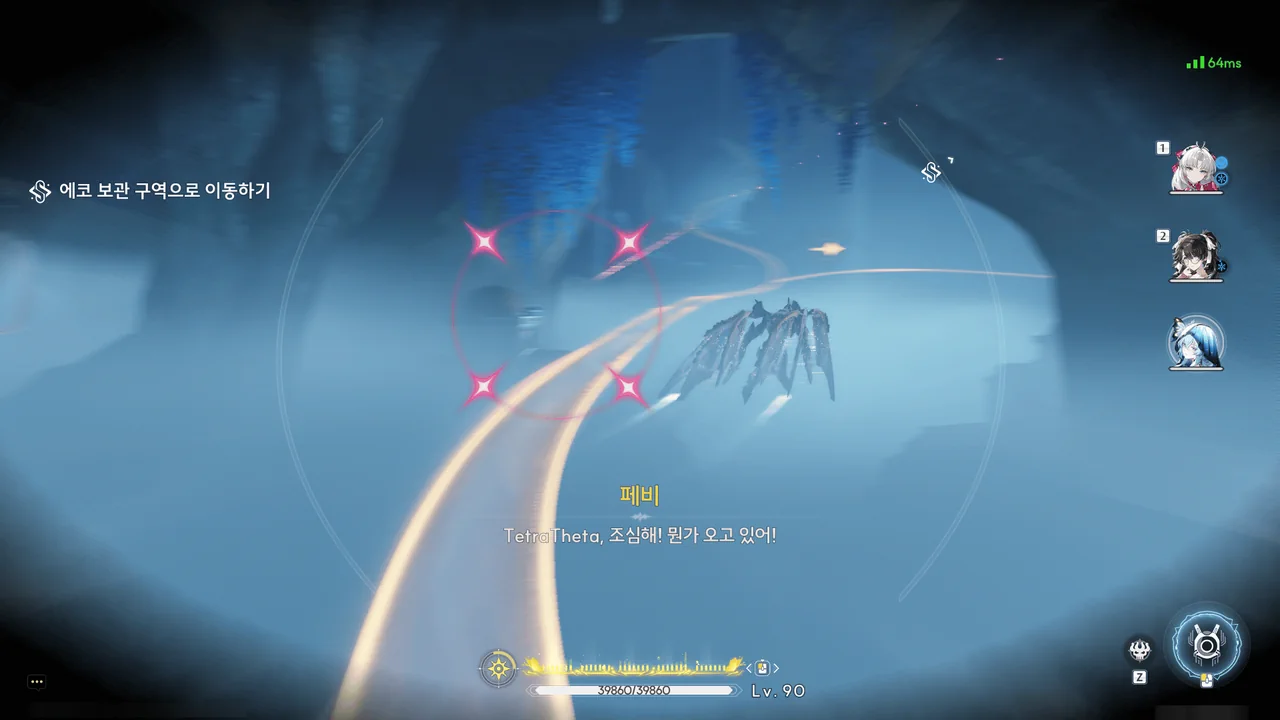 64ms
1
에코 보관 구역으로 이동하기
2
페비
TetraTheta, 조심해! 뭔가 오고 있어!
39860/39860
Lv. 90
Z